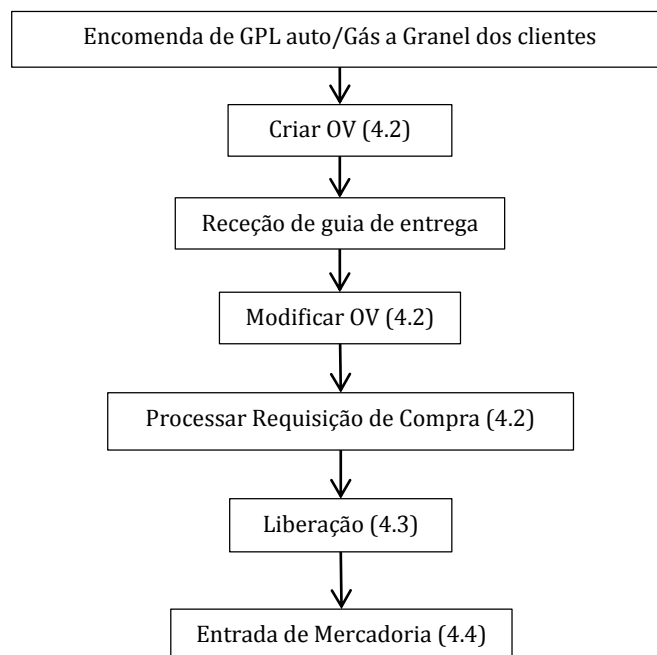 Encomenda de GPL auto/Gás a Granel dos clientes
Criar OV (4.2)
Receção de guia de entrega
Modificar OV (4.2)
Processar Requisição de Compra (4.2)
Liberação (4.3)
Entrada de Mercadoria (4.4)